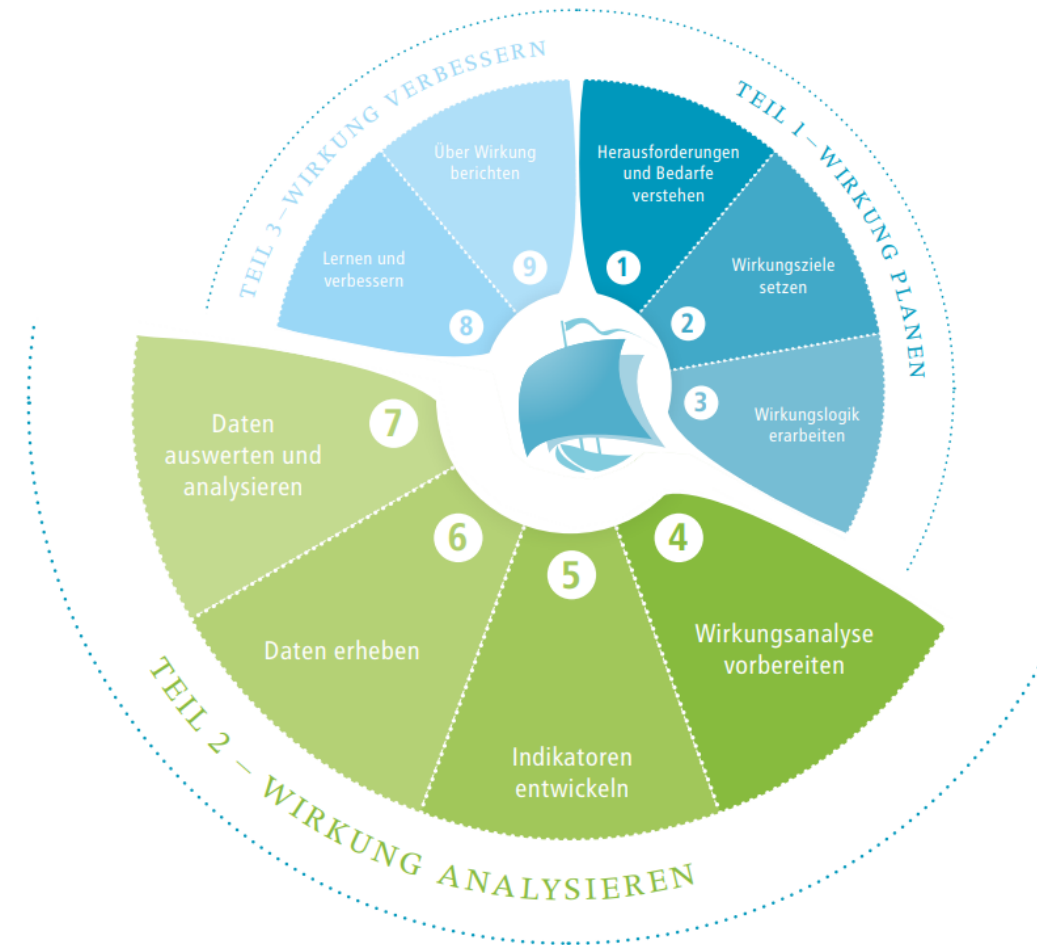 TEIL 1 – WIRKUNG PLANEN
Herausforderungen
und Bedarfe
verstehen
1
Wirkungsziele
setzen
2
Wirkungslogik
erarbeiten
3
TEIL 2 – WIRKUNG ANALYSIEREN
4
Wirkungsanalyse
vorbereiten
5
Indikatoren
entwickeln
6
Daten erheben
7
Daten
auswerten und
analysieren
TEIL 3 – WIRKUNG VERBESSERN
Lernen und
verbessern
8
Über Wirkung
berichten
9